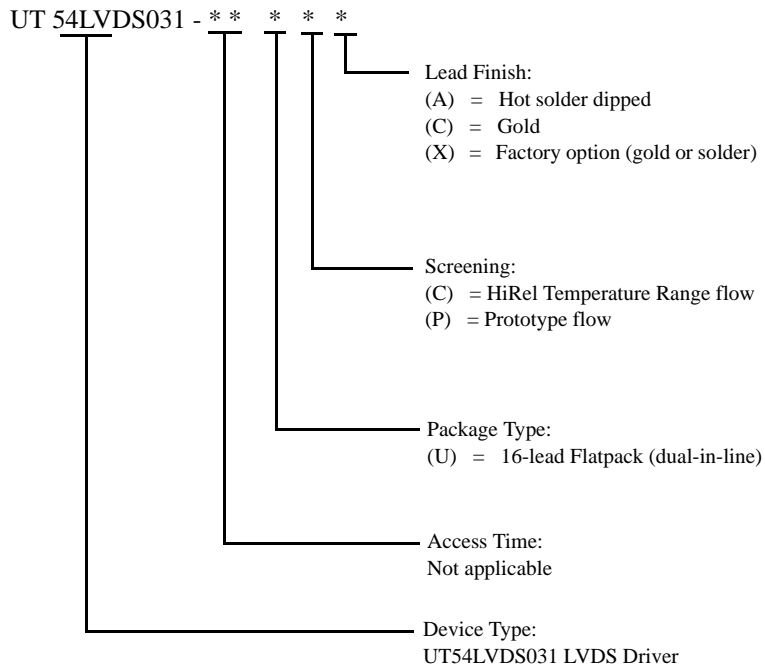 UT 54LVDS031 - * * * * *
Lead Finish:
(A) = Hot solder dipped
(C) = Gold
(X) = Factory option (gold or solder)
Screening:
(C) = HiRel Temperature Range flow
(P) = Prototype flow
Package Type:
(U) = 16-lead Flatpack (dual-in-line)
Access Time:
Not applicable
Device Type:
UT54LVDS031 LVDS Driver